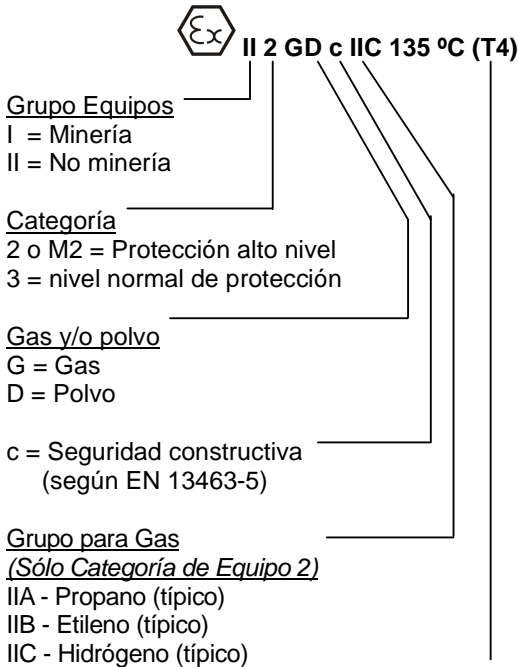 Ex II 2 GD c IIC 135 ºC (T4)
Grupo Equipos
I = Minería
II = No minería
Categoría
2 o M2 = Protección alto nivel
3 = nivel normal de protección
Gas y/o polvo
G = Gas
D = Polvo
c = Seguridad constructiva
(según EN 13463-5)
Grupo para Gas
(Sólo Categoría de Equipo 2)
IIA - Propano (típico)
IIB - Etileno (típico)
IIC - Hidrógeno (típico)